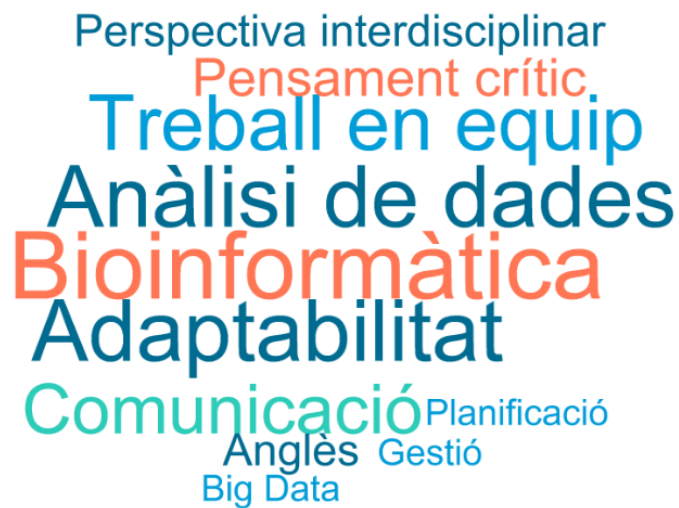 Perspectiva interdisciplinar
Pensament crític
Treball en equip
Anàlisi de dades
Bioinformàtica
Adaptabilitat
Comunicació
Planificació
Anglès
Gestió
Big Data